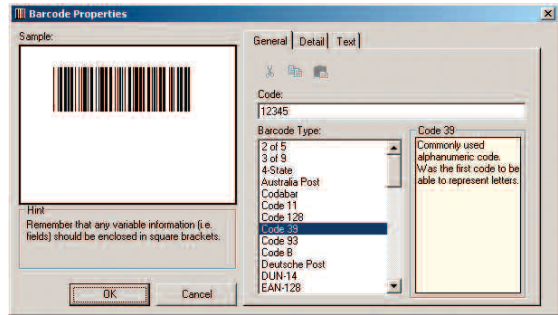 Barcode Properties
Sample:
General Detail Text
Code:
12345
Barcode Type:
2 of 5
3 of 9
4-State
Australia Post
Codabar
Code 11
Code 128
Code 39
Code 93
Code B
Deutsche Post
DUN-14
EAN-128
Code 39
Commonly used
alphanumeric code.
Was the first code to be
able to represent letters.
Hint
Remember that any variable information (i.e.
fields) should be enclosed in square brackets.
OK Cancel